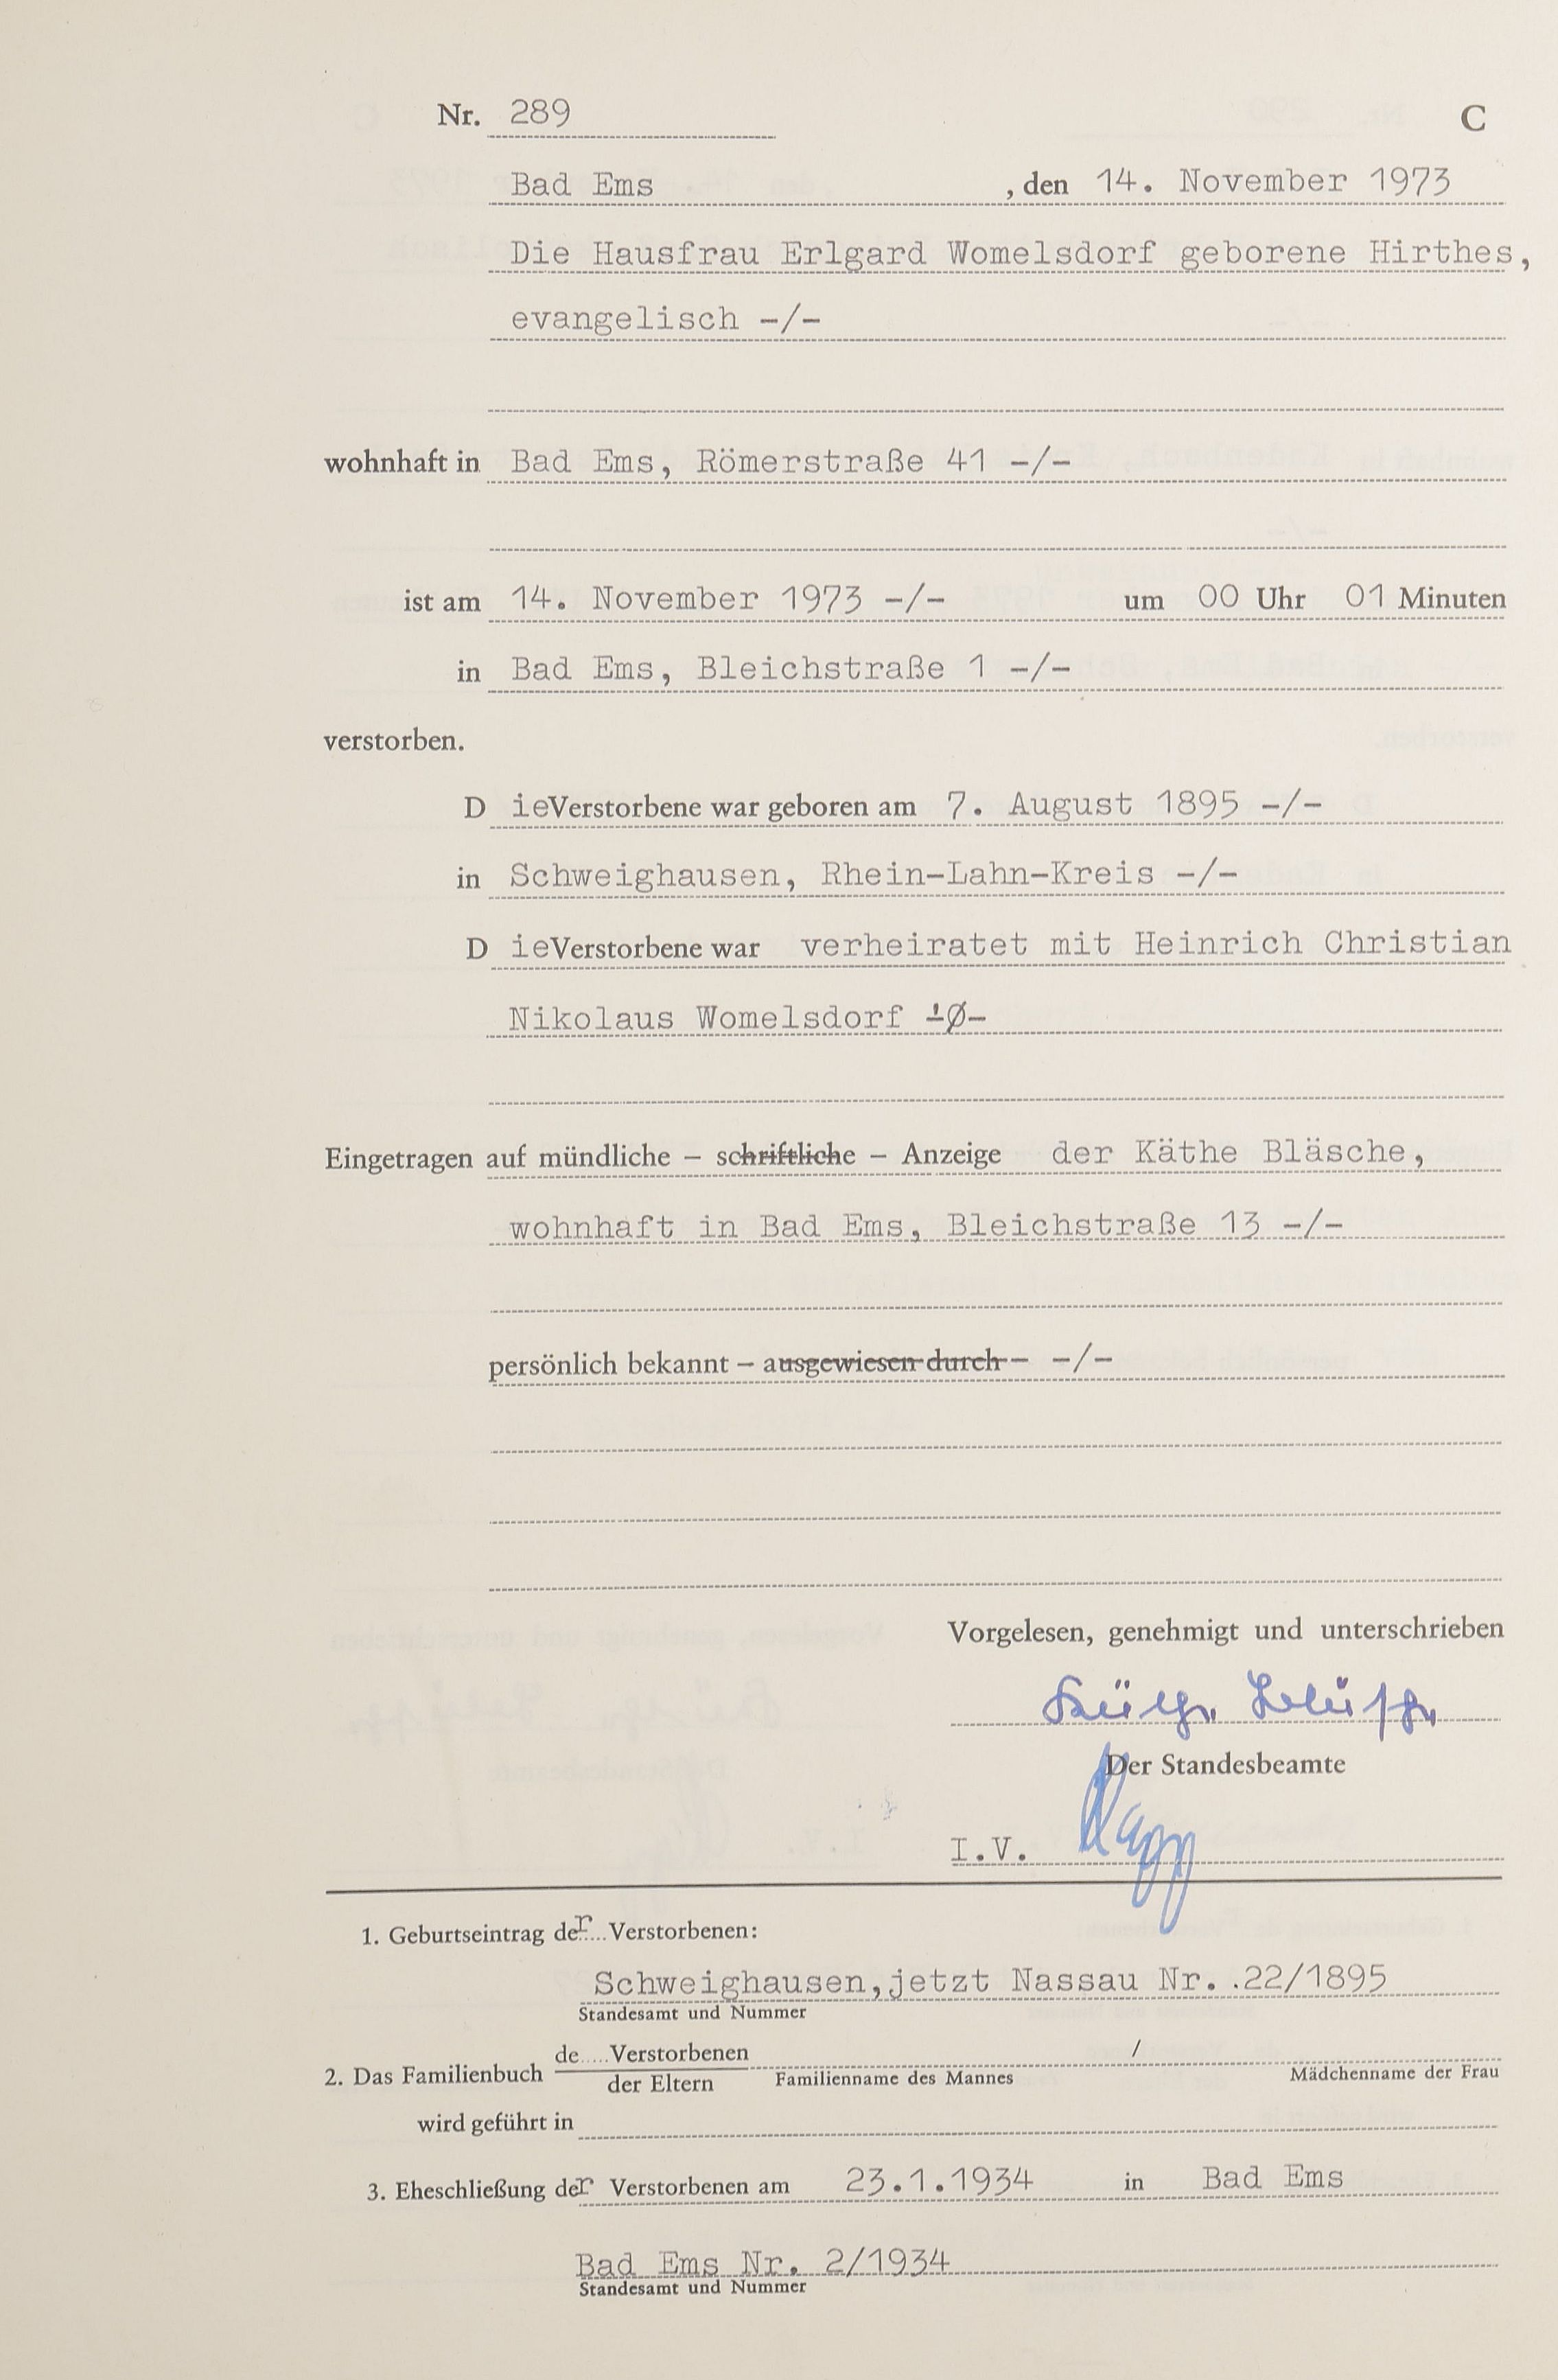 Nr. 289 C
Bad Ems , den 14. November 1973
Die Hausfrau Erlgard Womelsdorf geborene Hirthes,
evangelisch -/-
wohnhaft in Bad Ems, Römerstraße 41 -/-
ist am 14. November 1973 -/- um 00 Uhr 01 Minuten
in Bad Ems, Bleichstraße 1 -/-
verstorben.
D ieVerstorbene war geboren am 7. August 1895 -/-
in Schweighausen, Rhein-Lahn-Kreis -/-
D ieVerstorbene war verheiratet mit Heinrich Christian
Nikolaus Womelsdorf
Eingetragen auf mündliche – schriftliche – Anzeige der Käthe Bläsche,
wohnhaft in Bad Ems, Bleichstraße 13 -/-
persönlich bekannt – ausgewiesen durch – -/-
Vorgelesen, genehmigt und unterschrieben
Käthe Bläsche
Der Standesbeamte
I.V.
1. Geburtseintrag der Verstorbenen:
Schweighausen,jetzt Nassau Nr. .22/1895
Standesamt und Nummer
de.....Verstorbenen /
2. Das Familienbuch der Eltern Familienname des Mannes Mädchenname der Frau
wird geführt in
3. Eheschließung der Verstorbenen am 23.1.1934 in Bad Ems
Bad Ems Nr. 2/1934
Standesamt und Nummer